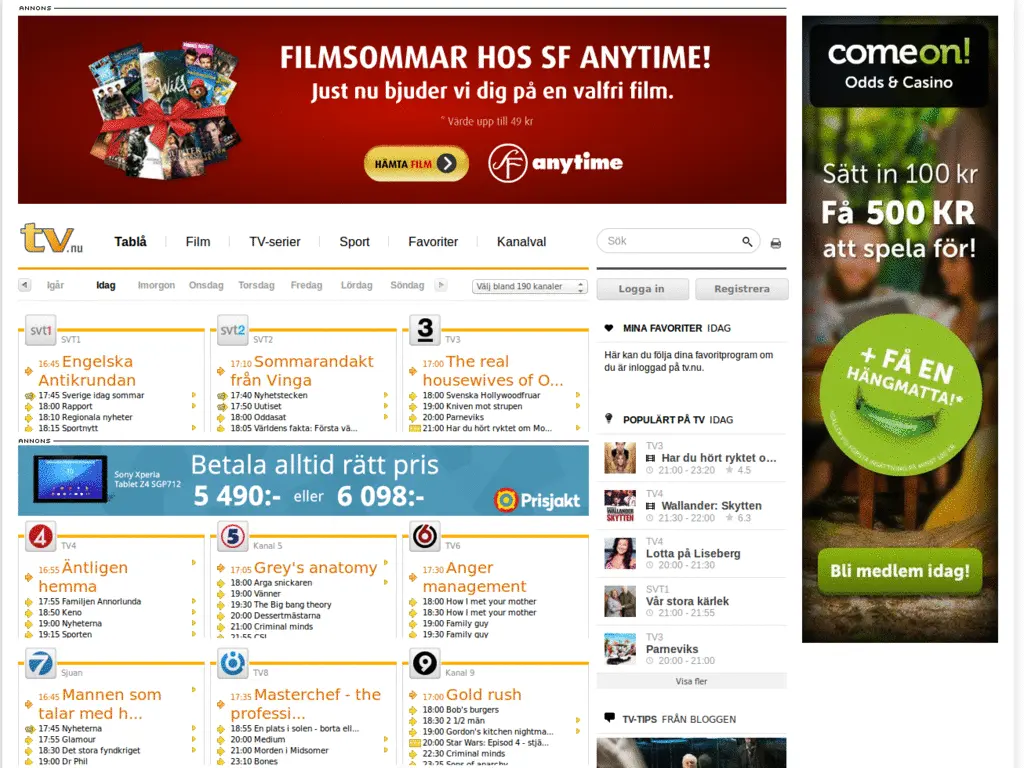 ANNONS
FILMSOMMAR HOS SF ANYTIME!
Just nu bjuder vi dig på en valfri film.
* Värde upp till 49 kr
HÄMTA FILM
SF anytime
Wild
comeon!
Odds & Casino
Sätt in 100 kr
Få 500 KR
att spela för!
+ FÅ EN
HÄNGMATTA!*
Bli medlem idag!
tv.nu
Tablå Film TV-serier Sport Favoriter Kanalval
Sök
Igår Idag Imorgon Onsdag Torsdag Fredag Lördag Söndag
Välj bland 190 kanaler
Logga in Registrera
svt1 SVT1
16:45 Engelska
Antikrundan
17:45 Sverige idag sommar
18:00 Rapport
18:10 Regionala nyheter
18:15 Sportnytt
svt2 SVT2
17:10 Sommarandakt
från Vinga
17:40 Nyhetstecken
17:50 Uutiset
18:00 Oddasat
18:05 Världens fakta: Första vä...
3 TV3
17:00 The real
housewives of O...
18:00 Svenska Hollywoodfruar
19:00 Kniven mot strupen
20:00 Parneviks
21:00 Har du hört ryktet om Mo...
ANNONS
Sony Xperia
Tablet Z4 SGP712
Betala alltid rätt pris
5 490:- eller 6 098:-
Prisjakt
4 TV4
16:55 Äntligen
hemma
17:55 Familjen Annorlunda
18:50 Keno
19:00 Nyheterna
19:15 Sporten
5 Kanal 5
17:05 Grey's anatomy
18:00 Arga snickaren
19:00 Vänner
19:30 The Big bang theory
20:00 Dessertmästarna
21:00 Criminal minds
21:55 CSI
6 TV6
17:30 Anger
management
18:00 How I met your mother
18:30 How I met your mother
19:00 Family guy
19:30 Family guy
7 Sjuan
16:45 Mannen som
talar med h...
17:45 Nyheterna
17:55 Glamour
18:30 Det stora fyndkriget
19:00 Dr Phil
8 TV8
17:35 Masterchef - the
professi...
18:55 En plats i solen - borta ell...
20:00 Medium
21:00 Morden i Midsomer
23:10 Bones
9 Kanal 9
17:00 Gold rush
18:00 Bob's burgers
18:30 2 1/2 män
19:00 Gordon's kitchen nightma...
20:00 Star Wars: Episod 4 - stjä...
22:30 Criminal minds
23:25 Sons of anarchy
MINA FAVORITER IDAG
Här kan du följa dina favoritprogram om
du är inloggad på tv.nu.
POPULÄRT PÅ TV IDAG
TV3
Har du hört ryktet o...
21:00 - 23:20 4.5
WALLANDER
SKYTTEN
TV4
Wallander: Skytten
21:30 - 22:00 6.3
TV4
Lotta på Liseberg
20:00 - 21:30
SVT1
Vår stora kärlek
21:00 - 21:55
TV3
Parneviks
20:00 - 21:00
Visa fler
TV-TIPS FRÅN BLOGGEN